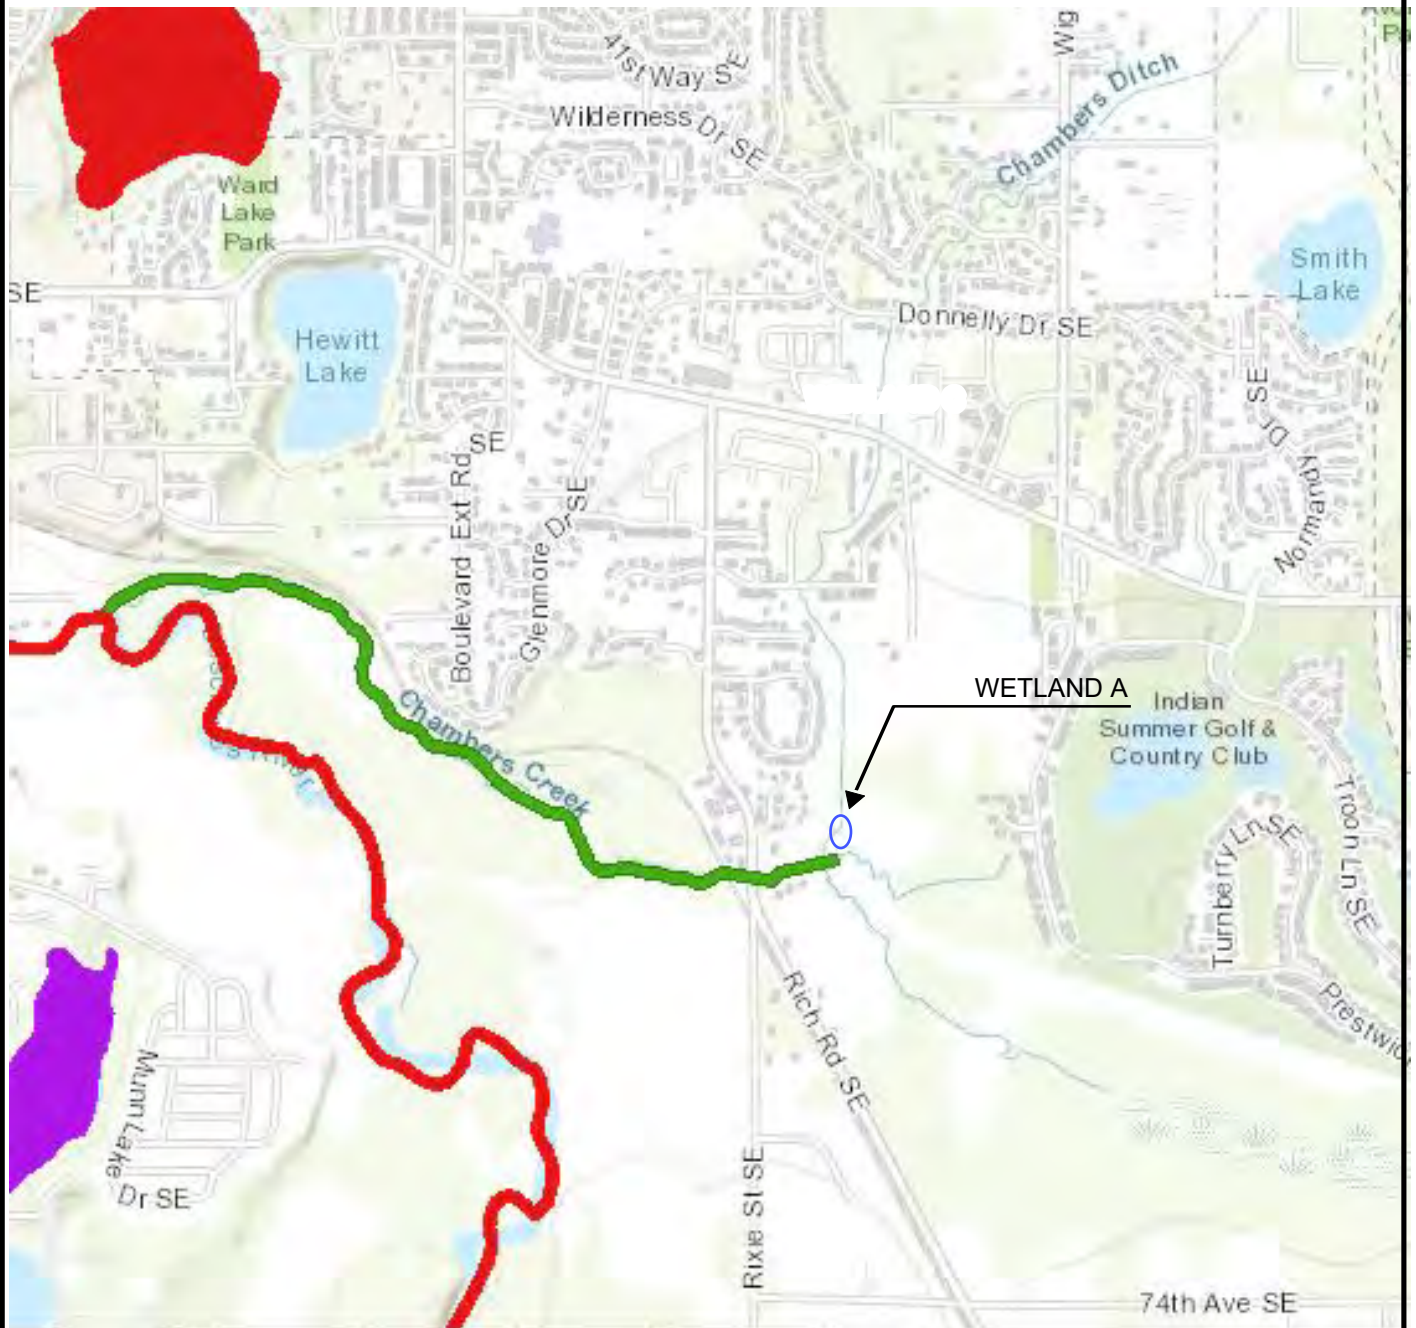 41st Way SE
Wilderness Dr SE
Wig
Chambers Ditch
Ward
Lake
Park
SE
Hewitt
Lake
Smith
Lake
Donnelly Dr SE
SE
Dr
Normandy
Boulevard Ext Rd
SE
Glenmore Dr SE
Chambers Creek
WETLAND A
Indian
Summer Golf &
Country Club
Turnberry Ln SE
Troon Ln SE
Prestwic
Rich Rd SE
Munn Lake
Dr SE
Rixie St SE
74th Ave SE